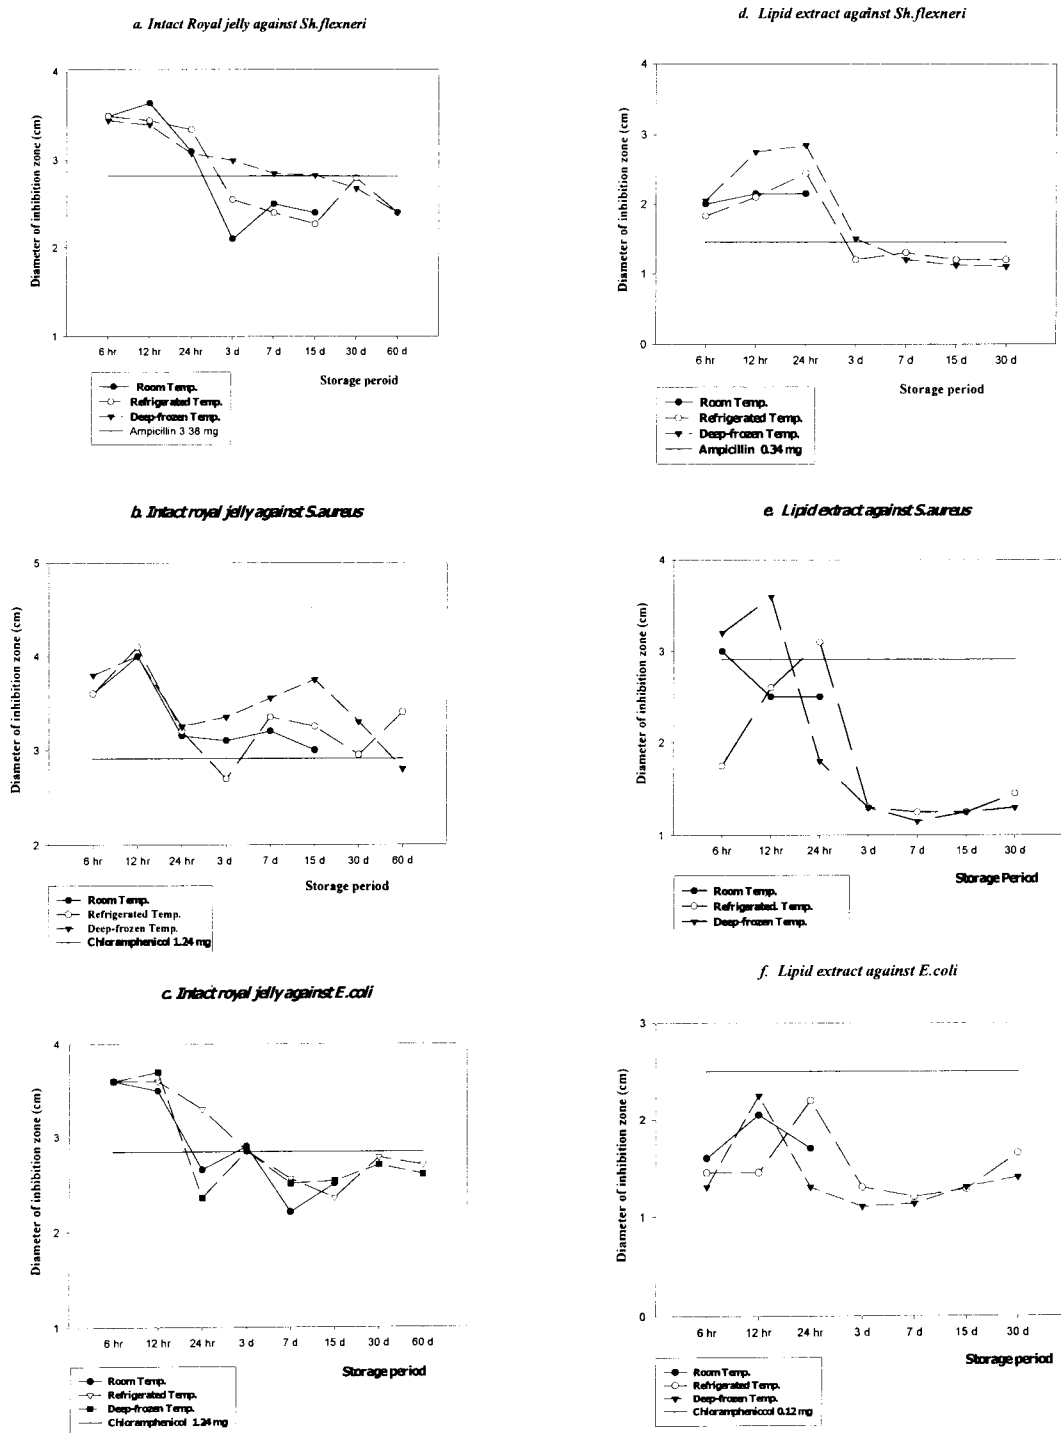 a. Intact Royal jelly against Sh.flexneri
Diameter of inhibition zone (cm)
4
3
2
1
6 hr 12 hr 24 hr 3 d 7 d 15 d 30 d 60 d
Storage peroid
Room Temp.
Refrigerated Temp.
Deep-frozen Temp.
Ampicillin 3 38 mg
b. Intact royal jelly against S.aureus
Diameter of inhibition zone (cm)
5
4
3
2
6 hr 12 hr 24 hr 3 d 7 d 15 d 30 d 60 d
Storage period
Room Temp.
Refrigerated Temp.
Deep-frozen Temp.
Chloramphenicol 1.24 mg
c. Intact royal jelly against E.coli
Diameter of inhibition zone (cm)
4
3
2
1
6 hr 12 hr 24 hr 3 d 7 d 15 d 30 d 60 d
Storage period
Room Temp.
Refrigerated Temp.
Deep-frozen Temp.
Chloramphenicol 1.24 mg
d. Lipid extract against Sh.flexneri
Diameter of inhibition zone (cm)
4
3
2
1
0
6 hr 12 hr 24 hr 3 d 7 d 15 d 30 d
Storage period
Room Temp.
Refrigerated Temp.
Deep-frozen Temp.
Ampicillin 0.34 mg
e. Lipid extract against S.aureus
Diameter of inhibition zone (cm)
4
3
2
1
6 hr 12 hr 24 hr 3 d 7 d 15 d 30 d
Storage Period
Room Temp.
Refrigerated. Temp.
Deep-frozen Temp.
f. Lipid extract against E.coli
Diameter of inhibition zone (cm)
3
2
1
0
6 hr 12 hr 24 hr 3 d 7 d 15 d 30 d
Storage period
Room Temp.
Refrigerated Temp.
Deep-frozen Temp.
Chlorampheniccol 0.12 mg